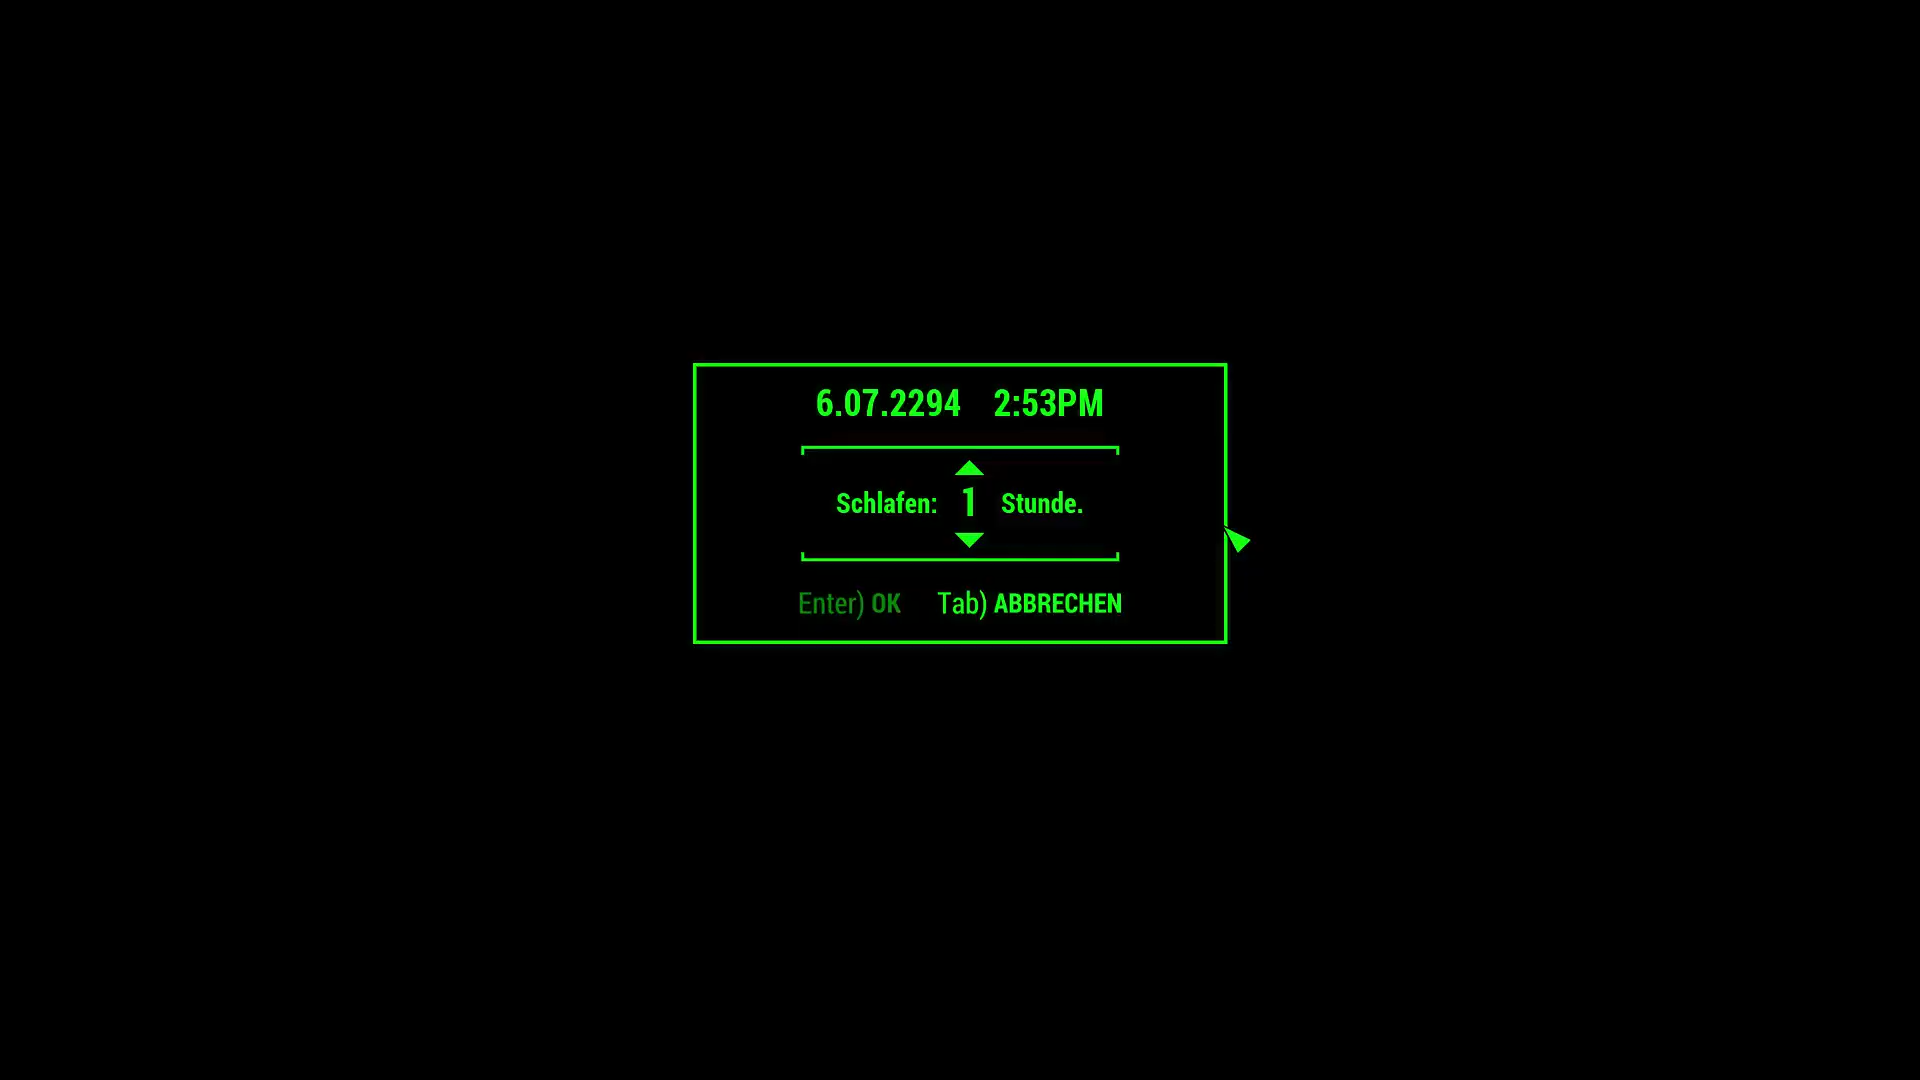 6.07.2294 2:53PM
Schlafen: 1 Stunde.
Enter) OK Tab) ABBRECHEN